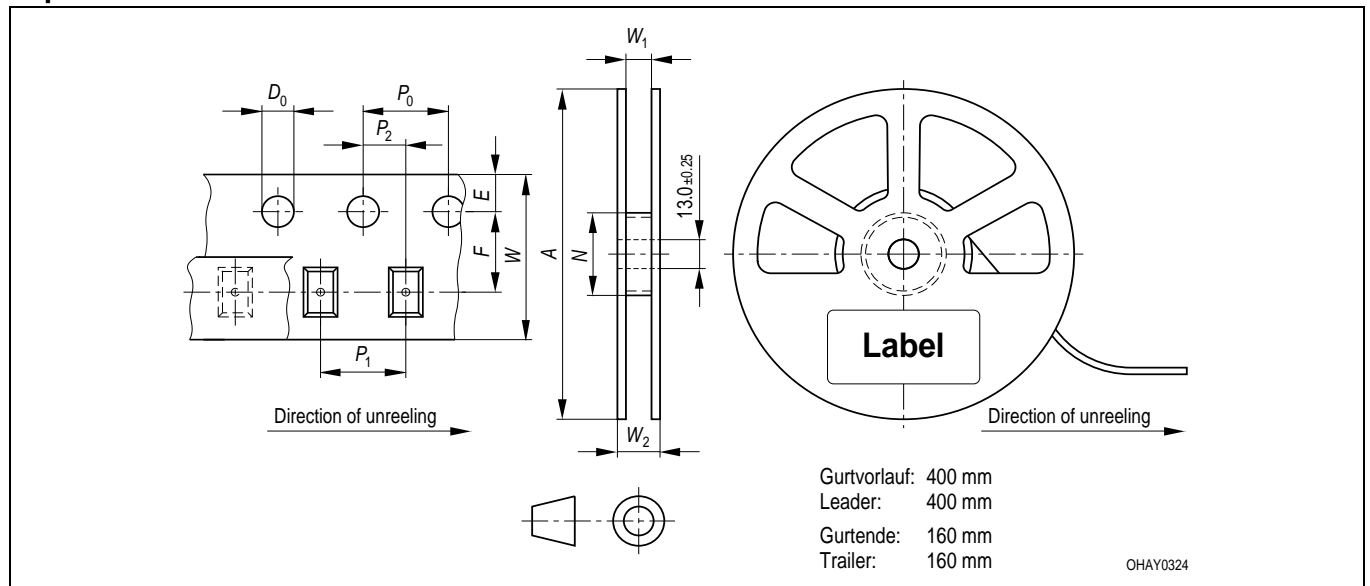 W1
D0
P0
P2
E
13.0±0.25
F
W
A
N
Label
P1
Direction of unreeling
Direction of unreeling
W2
Gurtvorlauf: 400 mm
Leader: 400 mm
Gurtende: 160 mm
Trailer: 160 mm
OHAY0324